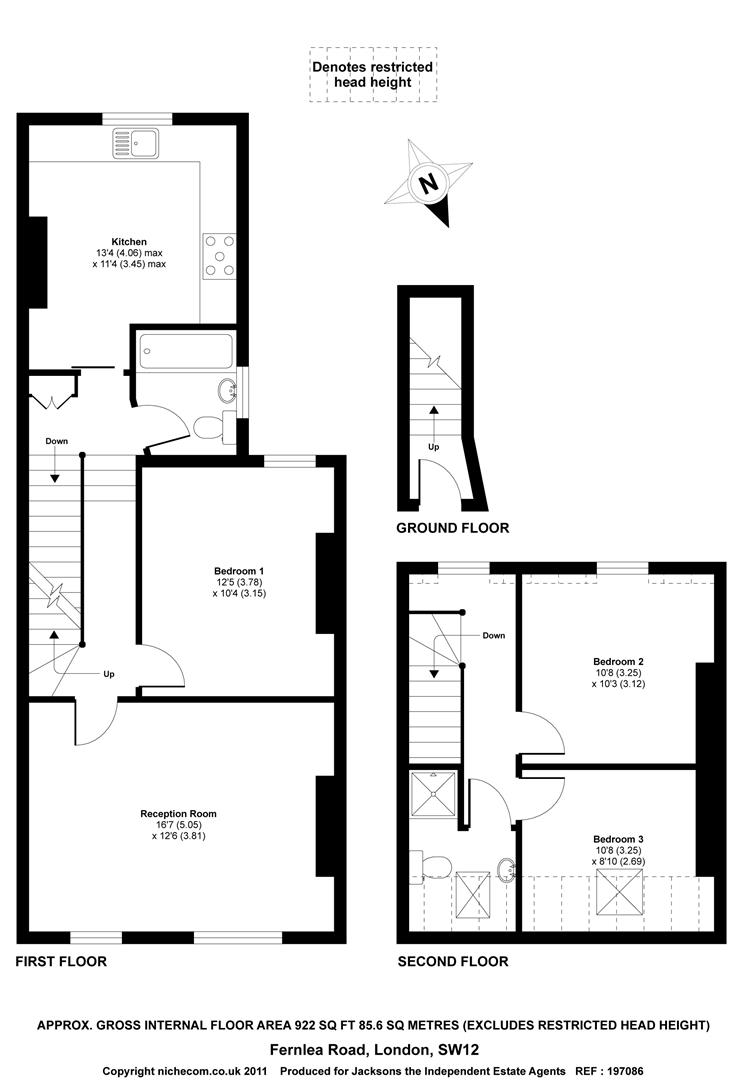 Denotes restricted
head height
N
Kitchen
13'4 (4.06) max
x 11'4 (3.45) max
Down
Up
GROUND FLOOR
Bedroom 1
12'5 (3.78)
x 10'4 (3.15)
Up
Down
Bedroom 2
10'8 (3.25)
x 10'3 (3.12)
Reception Room
16'7 (5.05)
x 12'6 (3.81)
Bedroom 3
10'8 (3.25)
x 8'10 (2.69)
FIRST FLOOR
SECOND FLOOR
APPROX. GROSS INTERNAL FLOOR AREA 922 SQ FT 85.6 SQ METRES (EXCLUDES RESTRICTED HEAD HEIGHT)
Fernlea Road, London, SW12
Copyright nichecom.co.uk 2011 Produced for Jacksons the Independent Estate Agents REF : 197086